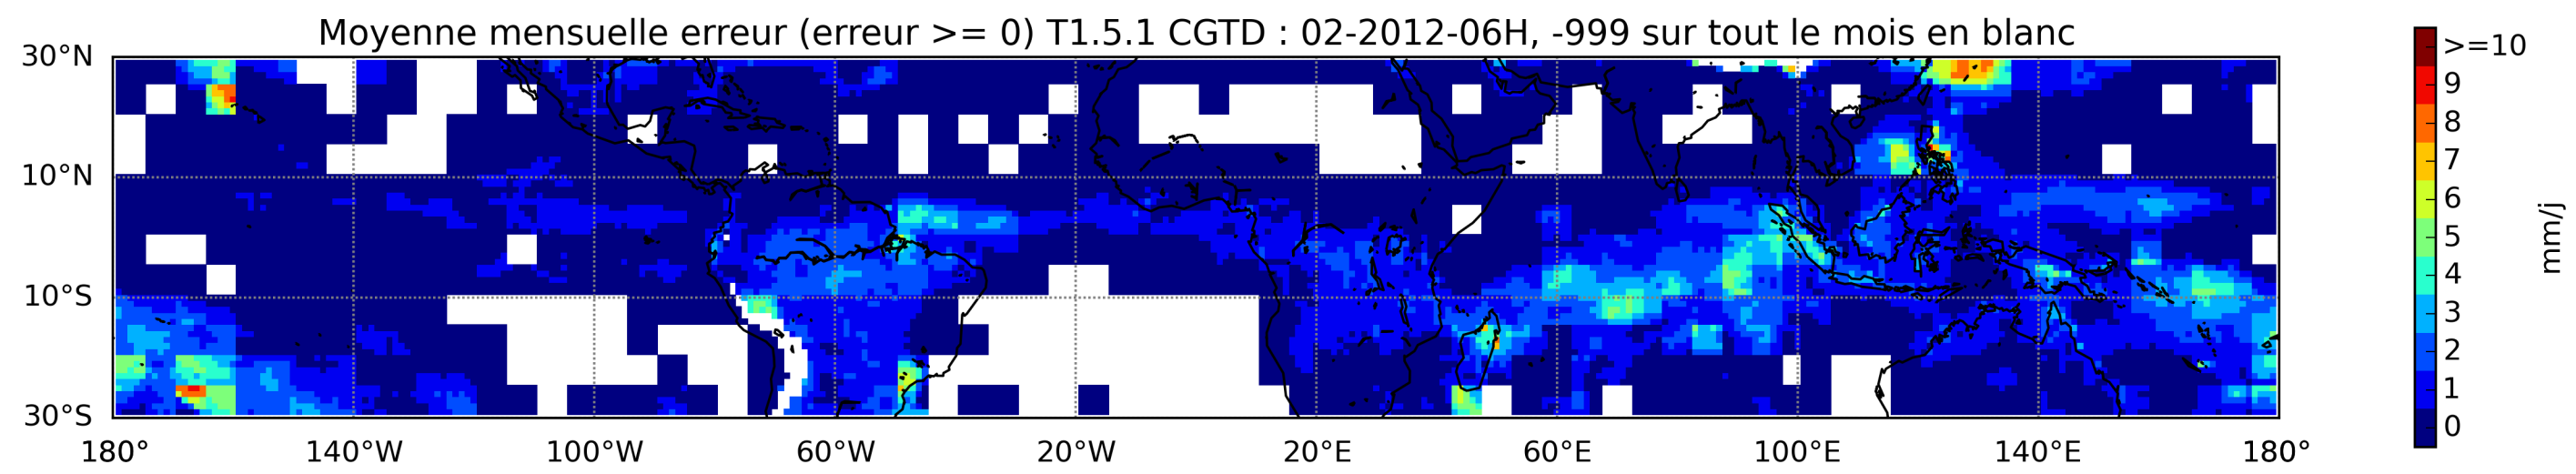 Moyenne mensuelle erreur (erreur >= 0) T1.5.1 CGTD : 02-2012-06H, -999 sur tout le mois en blanc
30°N
10°N
10°S
30°S
180° 140°W 100°W 60°W 20°W 20°E 60°E 100°E 140°E 180°
>=10
9
8
7
6
5
4
3
2
1
0
mm/j